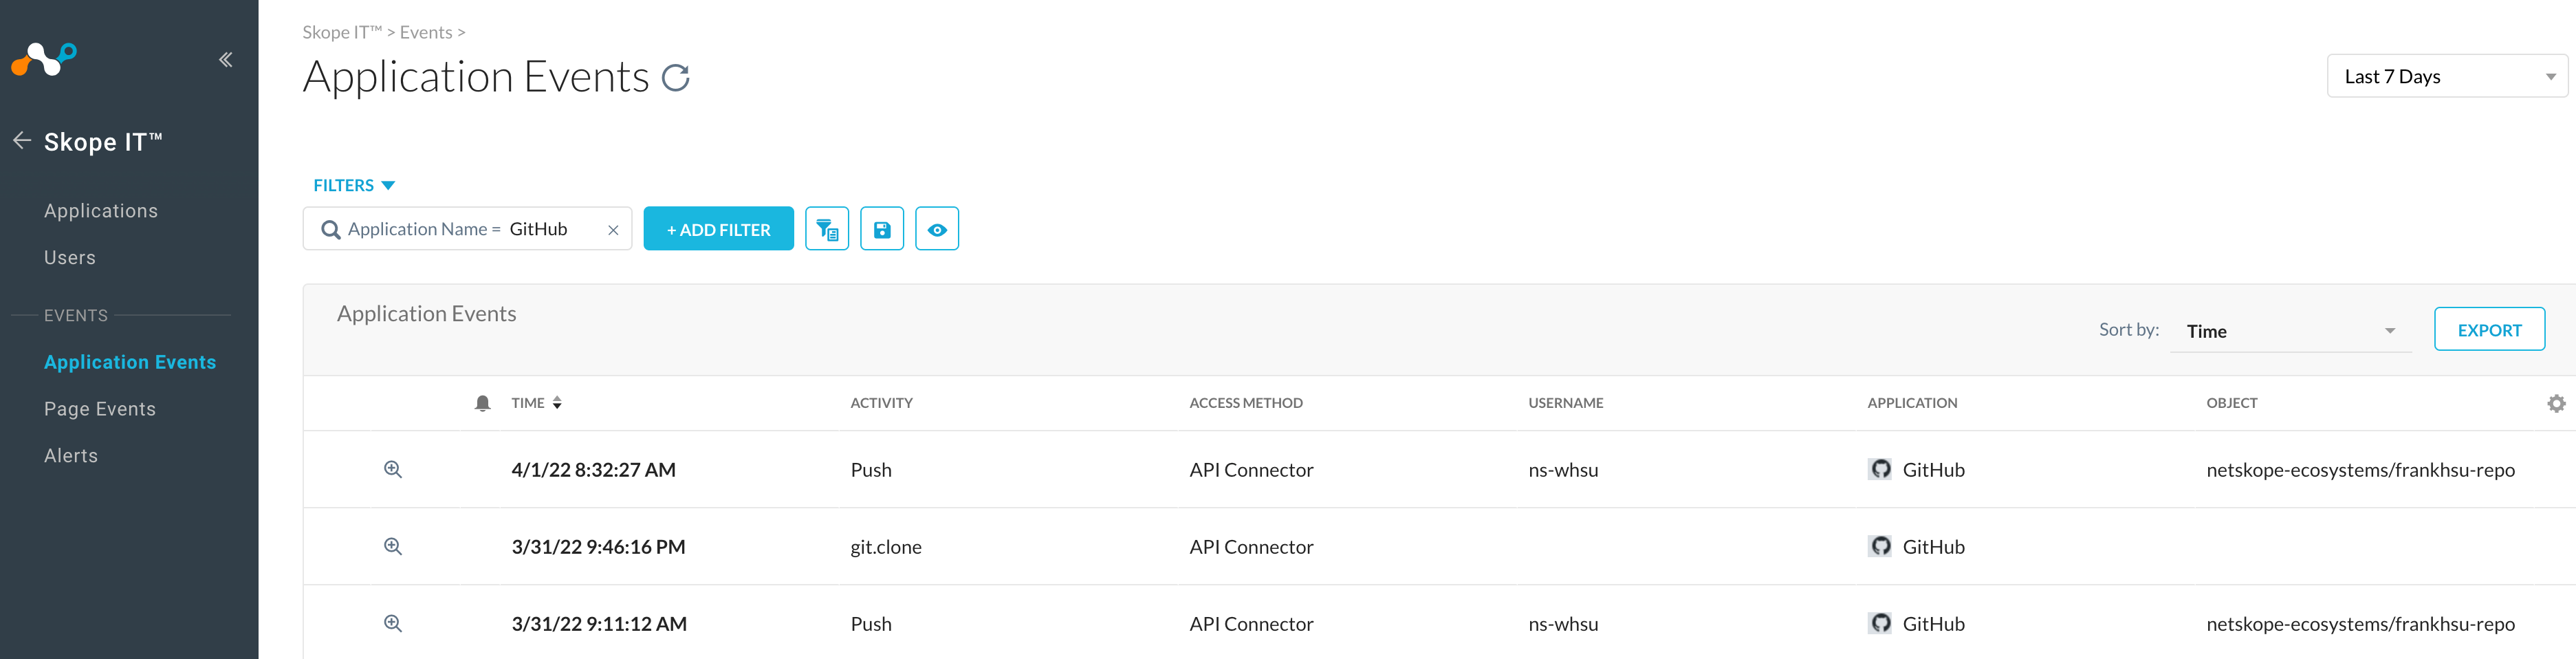 Skope IT™
Applications
Users
EVENTS
Application Events
Page Events
Alerts
Skope IT™ > Events >
Application Events
Last 7 Days
FILTERS
Application Name = GitHub
+ ADD FILTER
Application Events
Sort by: Time
EXPORT
TIME ACTIVITY ACCESS METHOD USERNAME APPLICATION OBJECT
4/1/22 8:32:27 AM Push API Connector ns-whsu GitHub netskope-ecosystems/frankhsu-repo
3/31/22 9:46:16 PM git.clone API Connector GitHub
3/31/22 9:11:12 AM Push API Connector ns-whsu GitHub netskope-ecosystems/frankhsu-repo